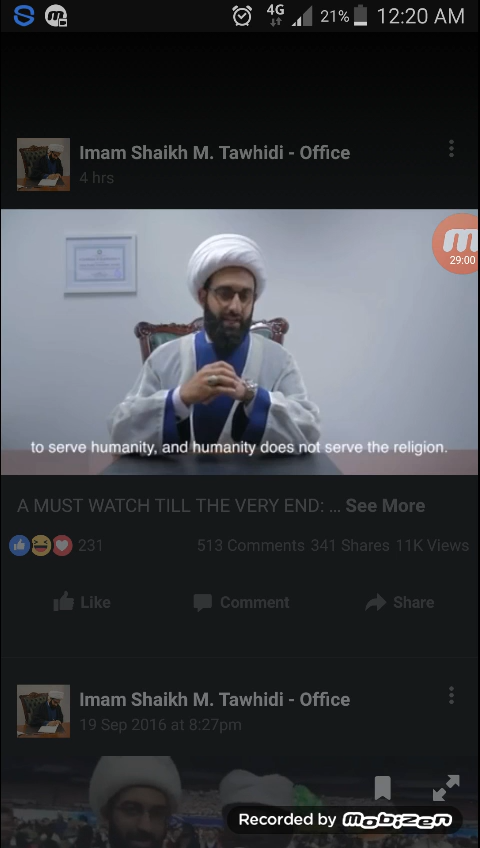 4G 21% 12:20 AM
Imam Shaikh M. Tawhidi - Office
4 hrs
29:00
to serve humanity, and humanity does not serve the religion.
A MUST WATCH TILL THE VERY END: ... See More
231 513 Comments 341 Shares 11K Views
Like Comment Share
Imam Shaikh M. Tawhidi - Office
19 Sep 2016 at 8:27pm
Recorded by mobizen